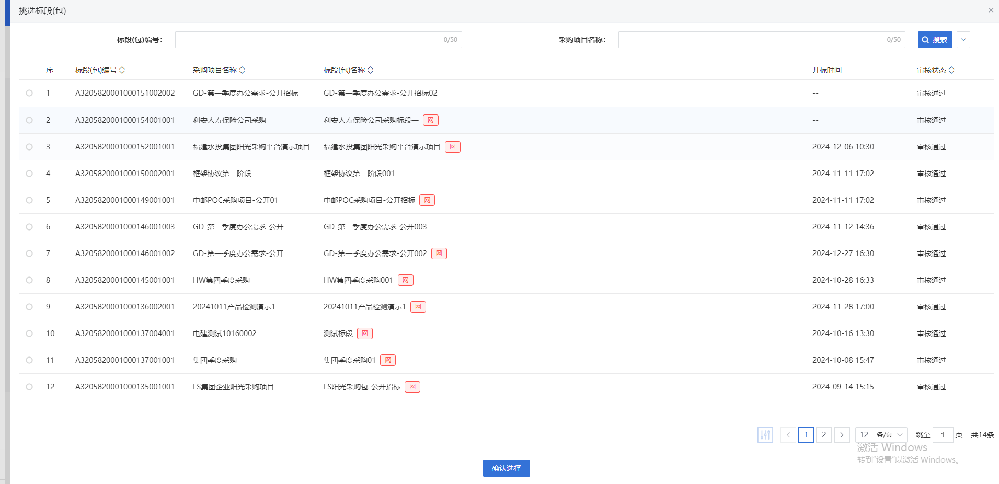 挑选标段(包)
标段(包)编号： 0/50 采购项目名称： 0/50 搜索
序 标段(包)编号 采购项目名称 标段(包)名称 开标时间 审核状态
1 A3205820001000151002002 GD-第一季度办公需求-公开招标 GD-第一季度办公需求-公开招标02 -- 审核通过
2 A3205820001000154001001 利安人寿保险公司采购 利安人寿保险公司采购标段一 网 -- 审核通过
3 A3205820001000152001001 福建水投集团阳光采购平台演示项目 福建水投集团阳光采购平台演示项目 网 2024-12-06 10:30 审核通过
4 A3205820001000150002001 框架协议第一阶段 框架协议第一阶段001 2024-11-11 17:02 审核通过
5 A3205820001000149001001 中邮POC采购项目-公开01 中邮POC采购项目-公开招标 网 2024-11-11 17:02 审核通过
6 A3205820001000146001003 GD-第一季度办公需求-公开 GD-第一季度办公需求-公开003 2024-11-12 14:36 审核通过
7 A3205820001000146001002 GD-第一季度办公需求-公开 GD-第一季度办公需求-公开002 网 2024-12-27 16:30 审核通过
8 A3205820001000145001001 HW第四季度采购 HW第四季度采购001 网 2024-10-28 16:33 审核通过
9 A3205820001000136002001 20241011产品检测演示1 20241011产品检测演示1 网 2024-11-28 17:00 审核通过
10 A3205820001000137004001 电建测试10160002 测试标段 网 2024-10-16 13:30 审核通过
11 A3205820001000137001001 集团季度采购 集团季度采购01 网 2024-10-08 15:47 审核通过
12 A3205820001000135001001 LS集团企业阳光采购项目 LS阳光采购包-公开招标 网 2024-09-14 15:15 审核通过
1 2 12 条/页 跳至 1 页 共14条
激活 Windows
转到"设置"以激活 Windows。
确认选择